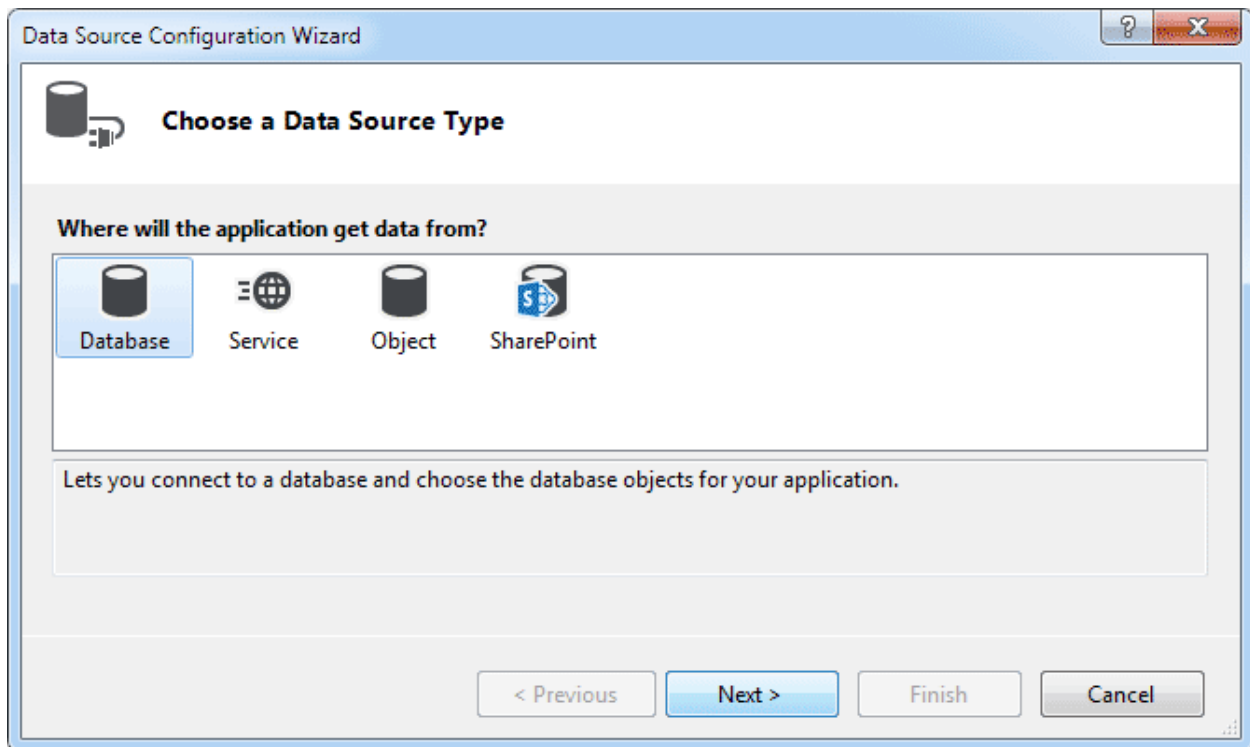 Data Source Configuration Wizard
?
Choose a Data Source Type
Where will the application get data from?
Database Service Object SharePoint
Lets you connect to a database and choose the database objects for your application.
< Previous Next > Finish Cancel